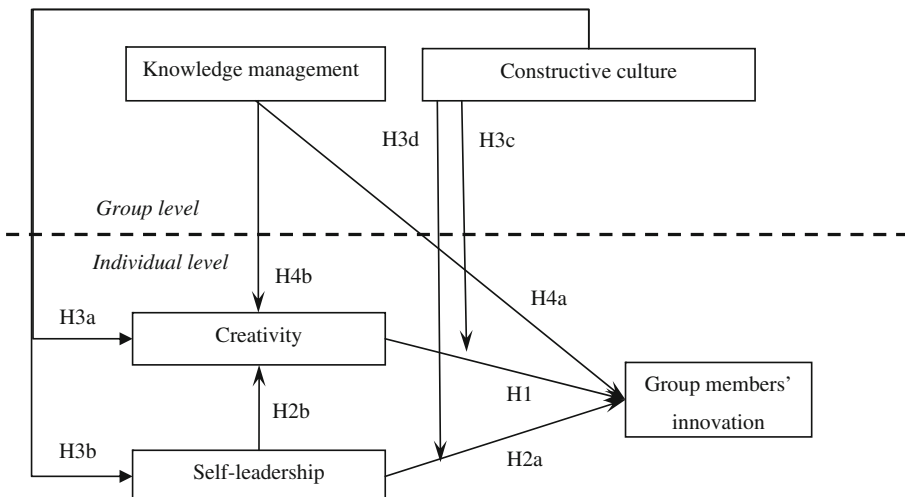 Knowledge management
Constructive culture
H3d
H3c
Group level
Individual level
H4b
H4a
H3a
Creativity
Group members’
innovation
H1
H2b
H2a
H3b
Self-leadership